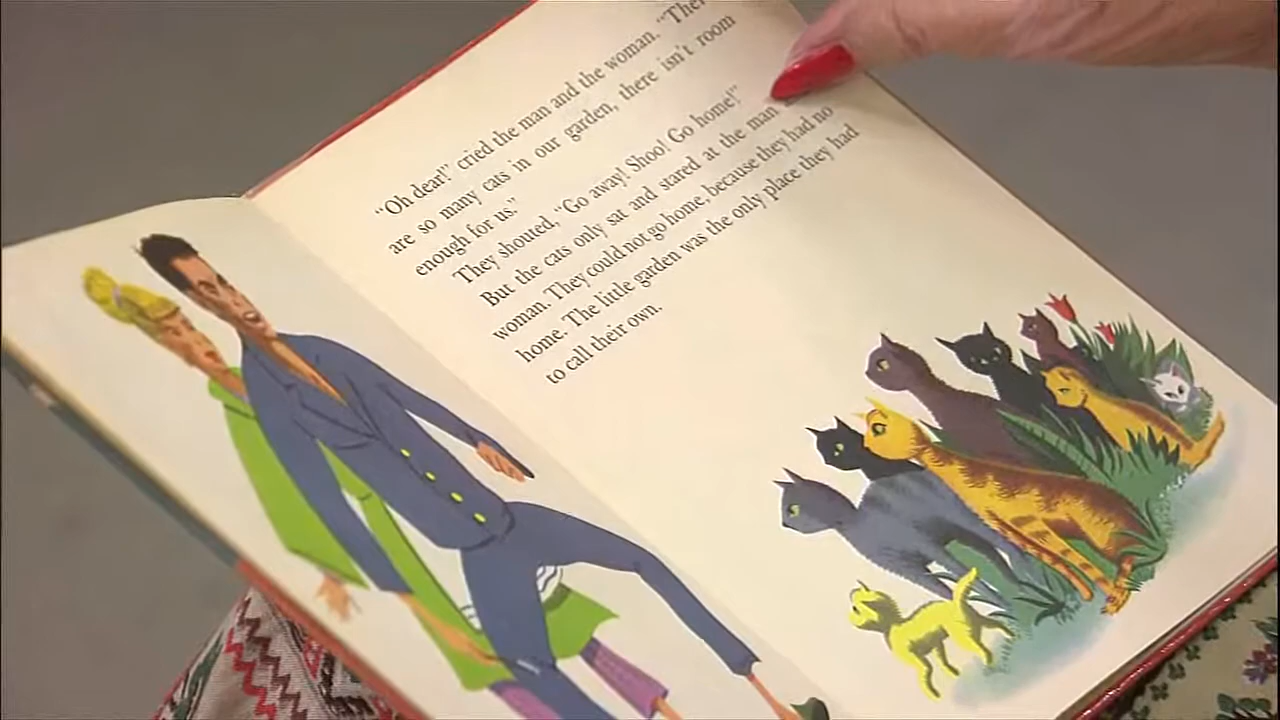 "Oh dear!" cried the man and the woman. "Ther
are so many cats in our garden, there isn't room
enough for us."
They shouted, "Go away! Shoo! Go home!"
But the cats only sat and stared at the man
woman. They could not go home, because they had no
home. The little garden was the only place they had
to call their own.